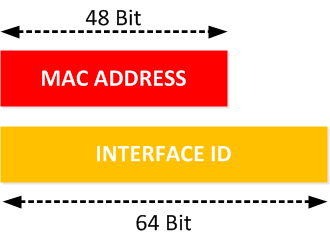 48 Bit
MAC ADDRESS
INTERFACE ID
64 Bit